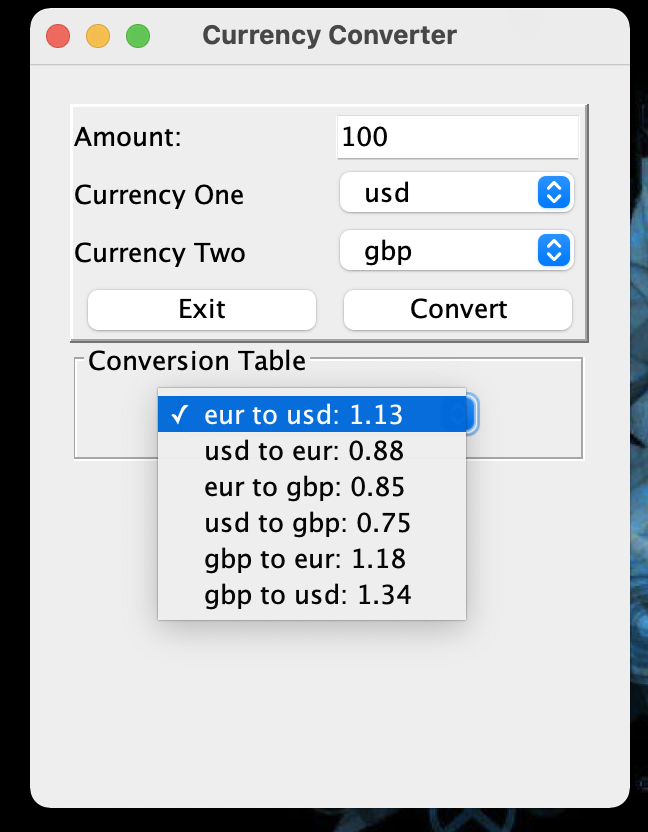 Currency Converter
Amount: 100
Currency One usd
Currency Two gbp
Exit Convert
Conversion Table
✓ eur to usd: 1.13
usd to eur: 0.88
eur to gbp: 0.85
usd to gbp: 0.75
gbp to eur: 1.18
gbp to usd: 1.34